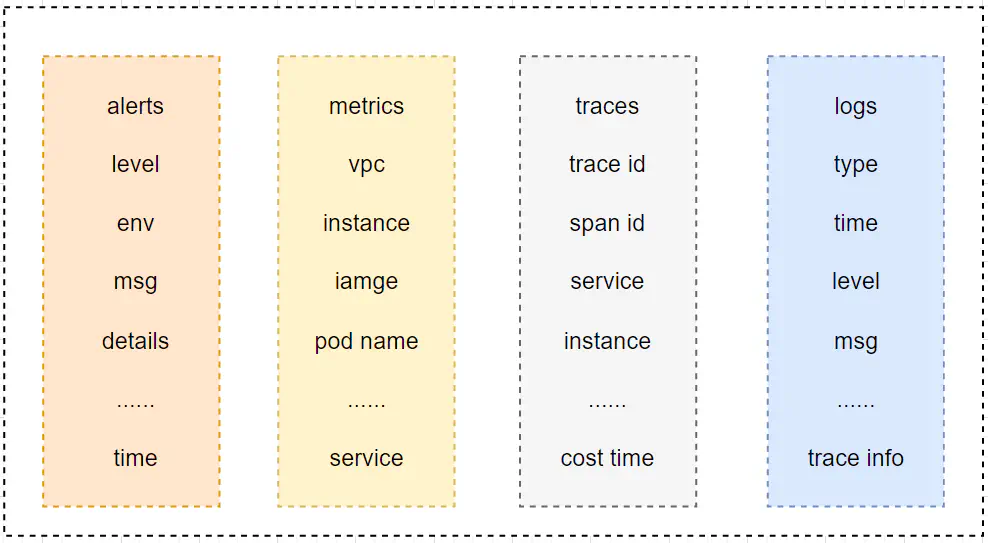 alerts
level
env
msg
details
......
time
metrics
vpc
instance
iamge
pod name
......
service
traces
trace id
span id
service
instance
......
cost time
logs
type
time
level
msg
......
trace info